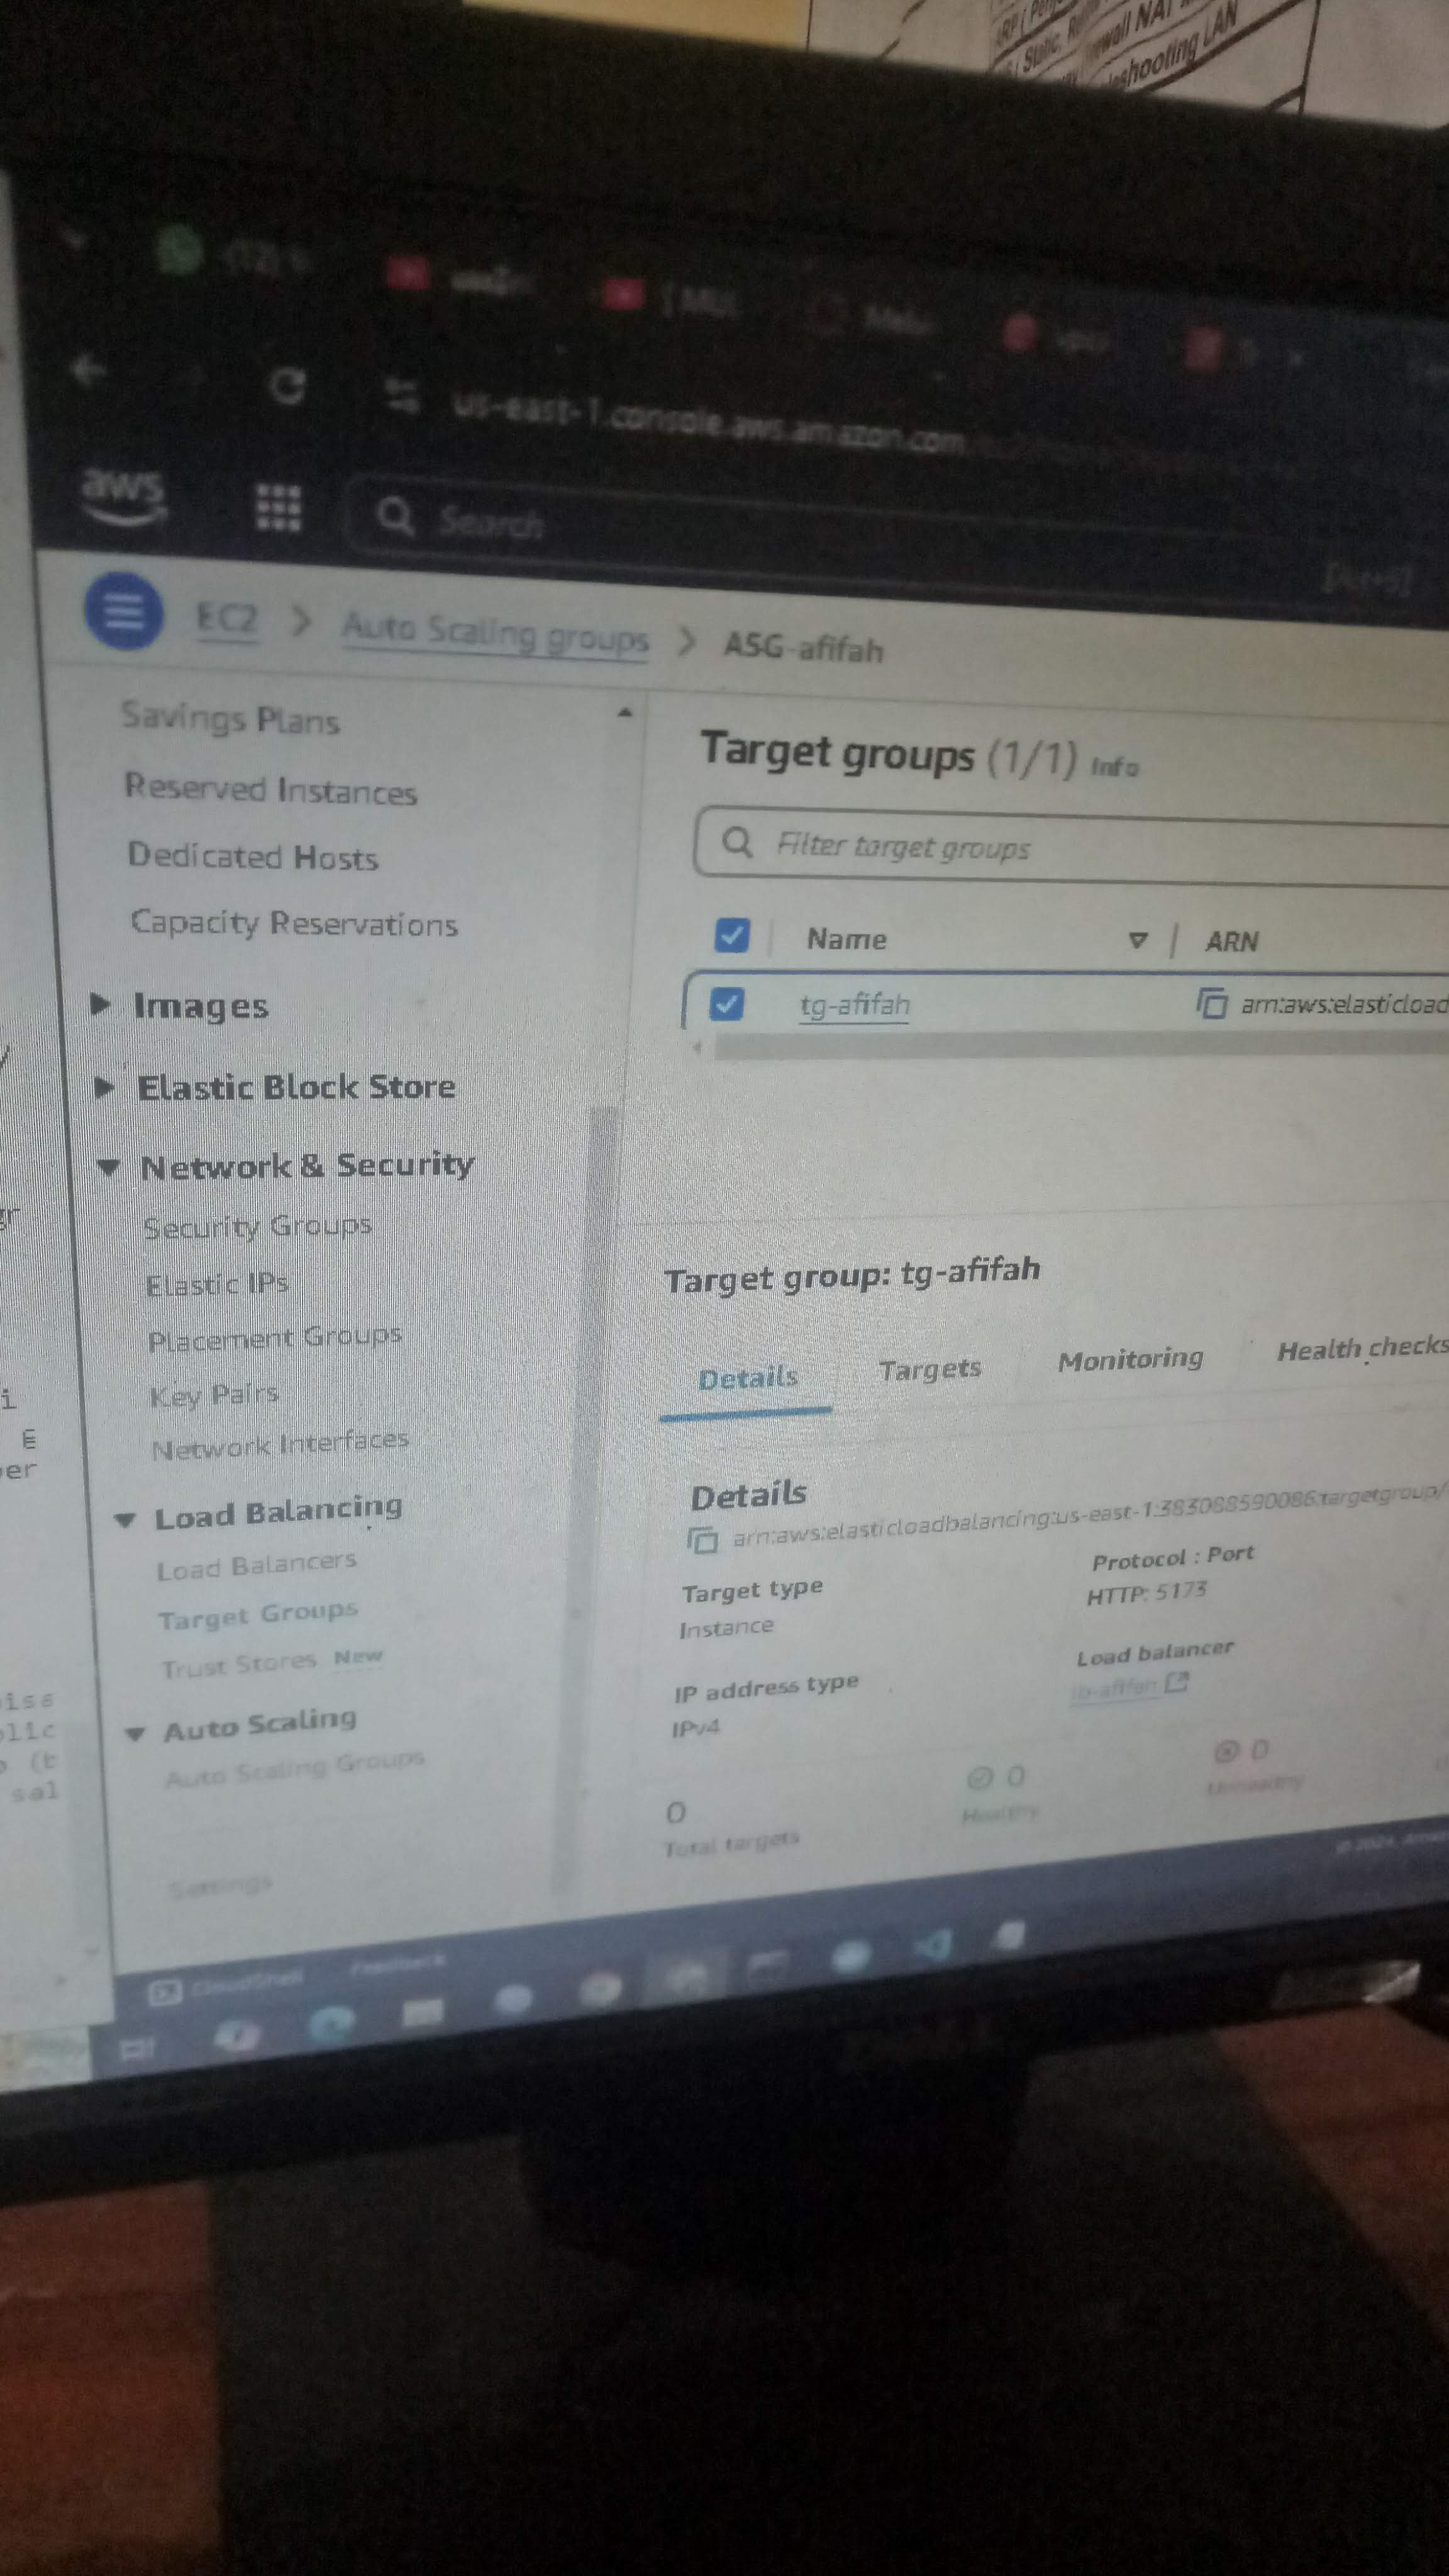 Static,
shooting LAN
us-east-1.console.aws.amazon.com
aws
Search
EC2 > Auto Scaling groups > ASG-afifah
Savings Plans
Reserved Instances
Dedicated Hosts
Capacity Reservations
Images
Elastic Block Store
Network & Security
Security Groups
Elastic IPs
Placement Groups
Key Pairs
Network Interfaces
Load Balancing
Load Balancers
Target Groups
Trust Stores New
Auto Scaling
Auto Scaling Groups
Settings
Target groups (1/1) Info
Filter target groups
Name ARN
tg-afifah arn:aws:elasticload
Target group: tg-afifah
Details Targets Monitoring Health checks
Details
arn:aws:elasticloadbalancing:us-east-1:383088590086:targetgroup/
Target type
Instance
Protocol : Port
HTTP: 5173
IP address type
IPv4
Load balancer
lb-afifah
0
Total targets
0
Healthy
0
Unhealthy
CloudShell Feedback